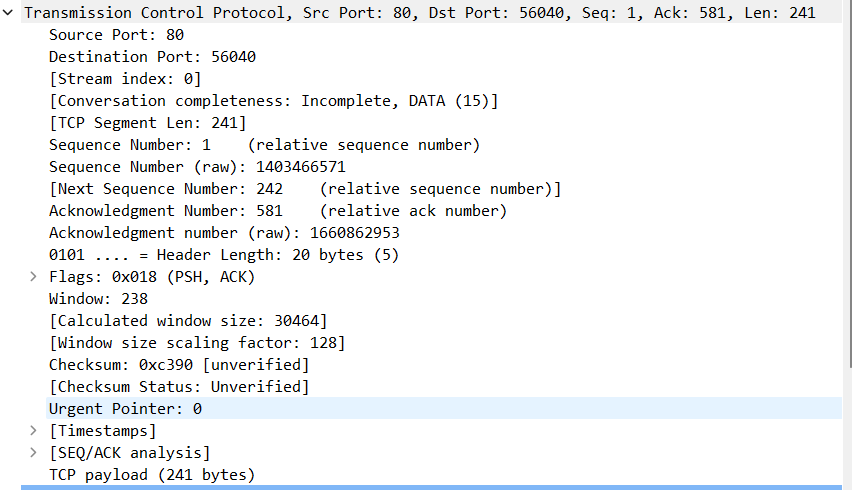 Transmission Control Protocol, Src Port: 80, Dst Port: 56040, Seq: 1, Ack: 581, Len: 241
Source Port: 80
Destination Port: 56040
[Stream index: 0]
[Conversation completeness: Incomplete, DATA (15)]
[TCP Segment Len: 241]
Sequence Number: 1    (relative sequence number)
Sequence Number (raw): 1403466571
[Next Sequence Number: 242    (relative sequence number)]
Acknowledgment Number: 581    (relative ack number)
Acknowledgment number (raw): 1660862953
0101 .... = Header Length: 20 bytes (5)
Flags: 0x018 (PSH, ACK)
Window: 238
[Calculated window size: 30464]
[Window size scaling factor: 128]
Checksum: 0xc390 [unverified]
[Checksum Status: Unverified]
Urgent Pointer: 0
[Timestamps]
[SEQ/ACK analysis]
TCP payload (241 bytes)